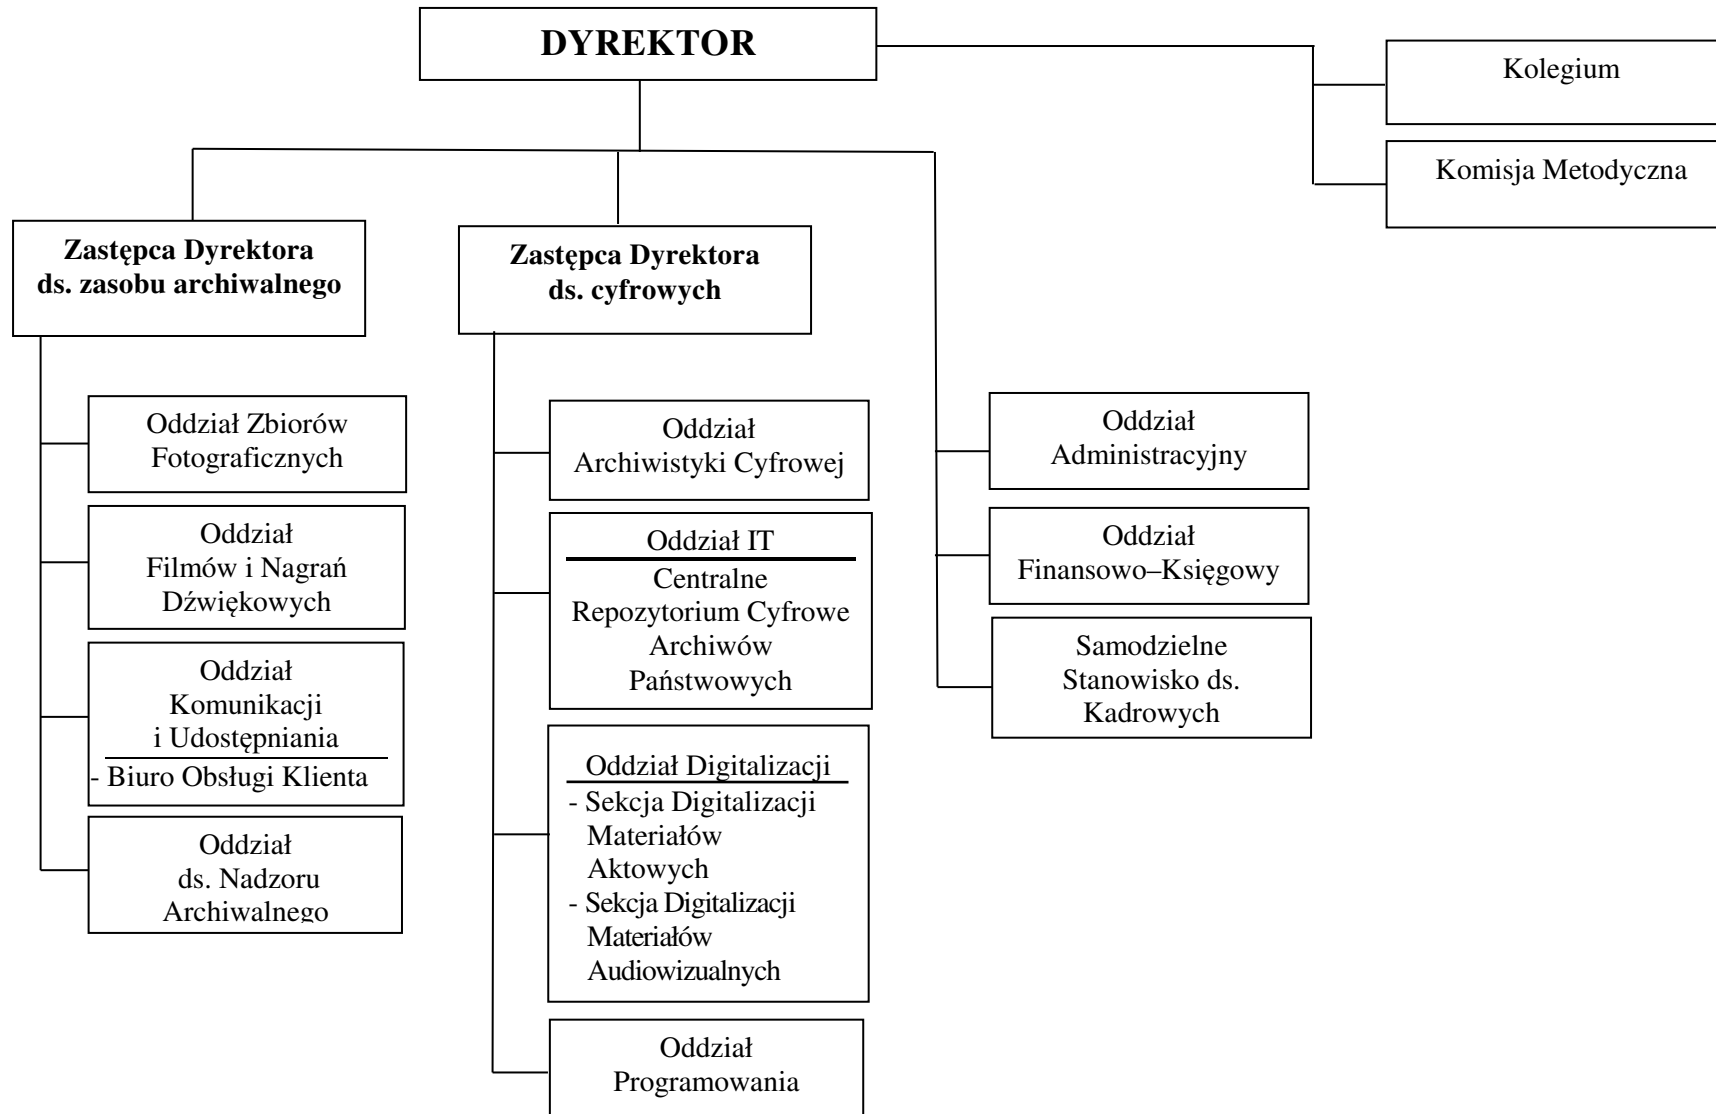 DYREKTOR
Kolegium
Komisja Metodyczna
Zastępca Dyrektora
ds. zasobu archiwalnego
Zastępca Dyrektora
ds. cyfrowych
Oddział Zbiorów
Fotograficznych
Oddział
Filmów i Nagrań
Dźwiękowych
Oddział
Komunikacji
i Udostępniania
- Biuro Obsługi Klienta
Oddział
ds. Nadzoru
Archiwalnego
Oddział
Archiwistyki Cyfrowej
Oddział IT
Centralne
Repozytorium Cyfrowe
Archiwów
Państwowych
Oddział Digitalizacji
- Sekcja Digitalizacji
Materiałów
Aktowych
- Sekcja Digitalizacji
Materiałów
Audiowizualnych
Oddział
Programowania
Oddział
Administracyjny
Oddział
Finansowo–Księgowy
Samodzielne
Stanowisko ds.
Kadrowych